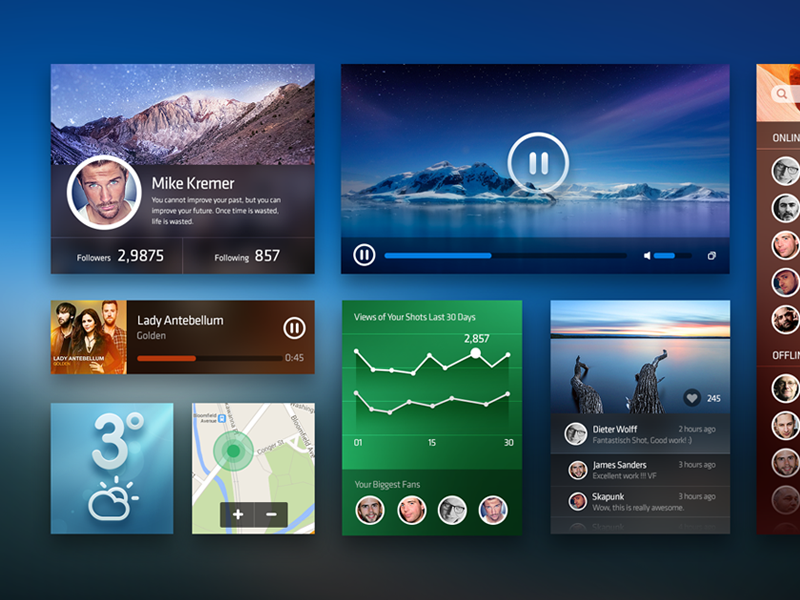 Mike Kremer
You cannot improve your past, but you can
improve your future. Once time is wasted,
life is wasted.
Followers 2,9875
Following 857
ONLIN
Lady Antebellum
Golden
0:45
LADY ANTEBELLUM
GOLDEN
3°
Bloomfield
Avenue
Conger St
Washing
Bloomfield
Views of Your Shots Last 30 Days
2,857
01 15 30
Your Biggest Fans
245
Dieter Wolff 2 hours ago
Fantastisch Shot, Good work! :)
James Sanders 3 hours ago
Excellent work !!! VF
Skapunk 3 hours ago
Wow, this is really awesome.
OFFLIN